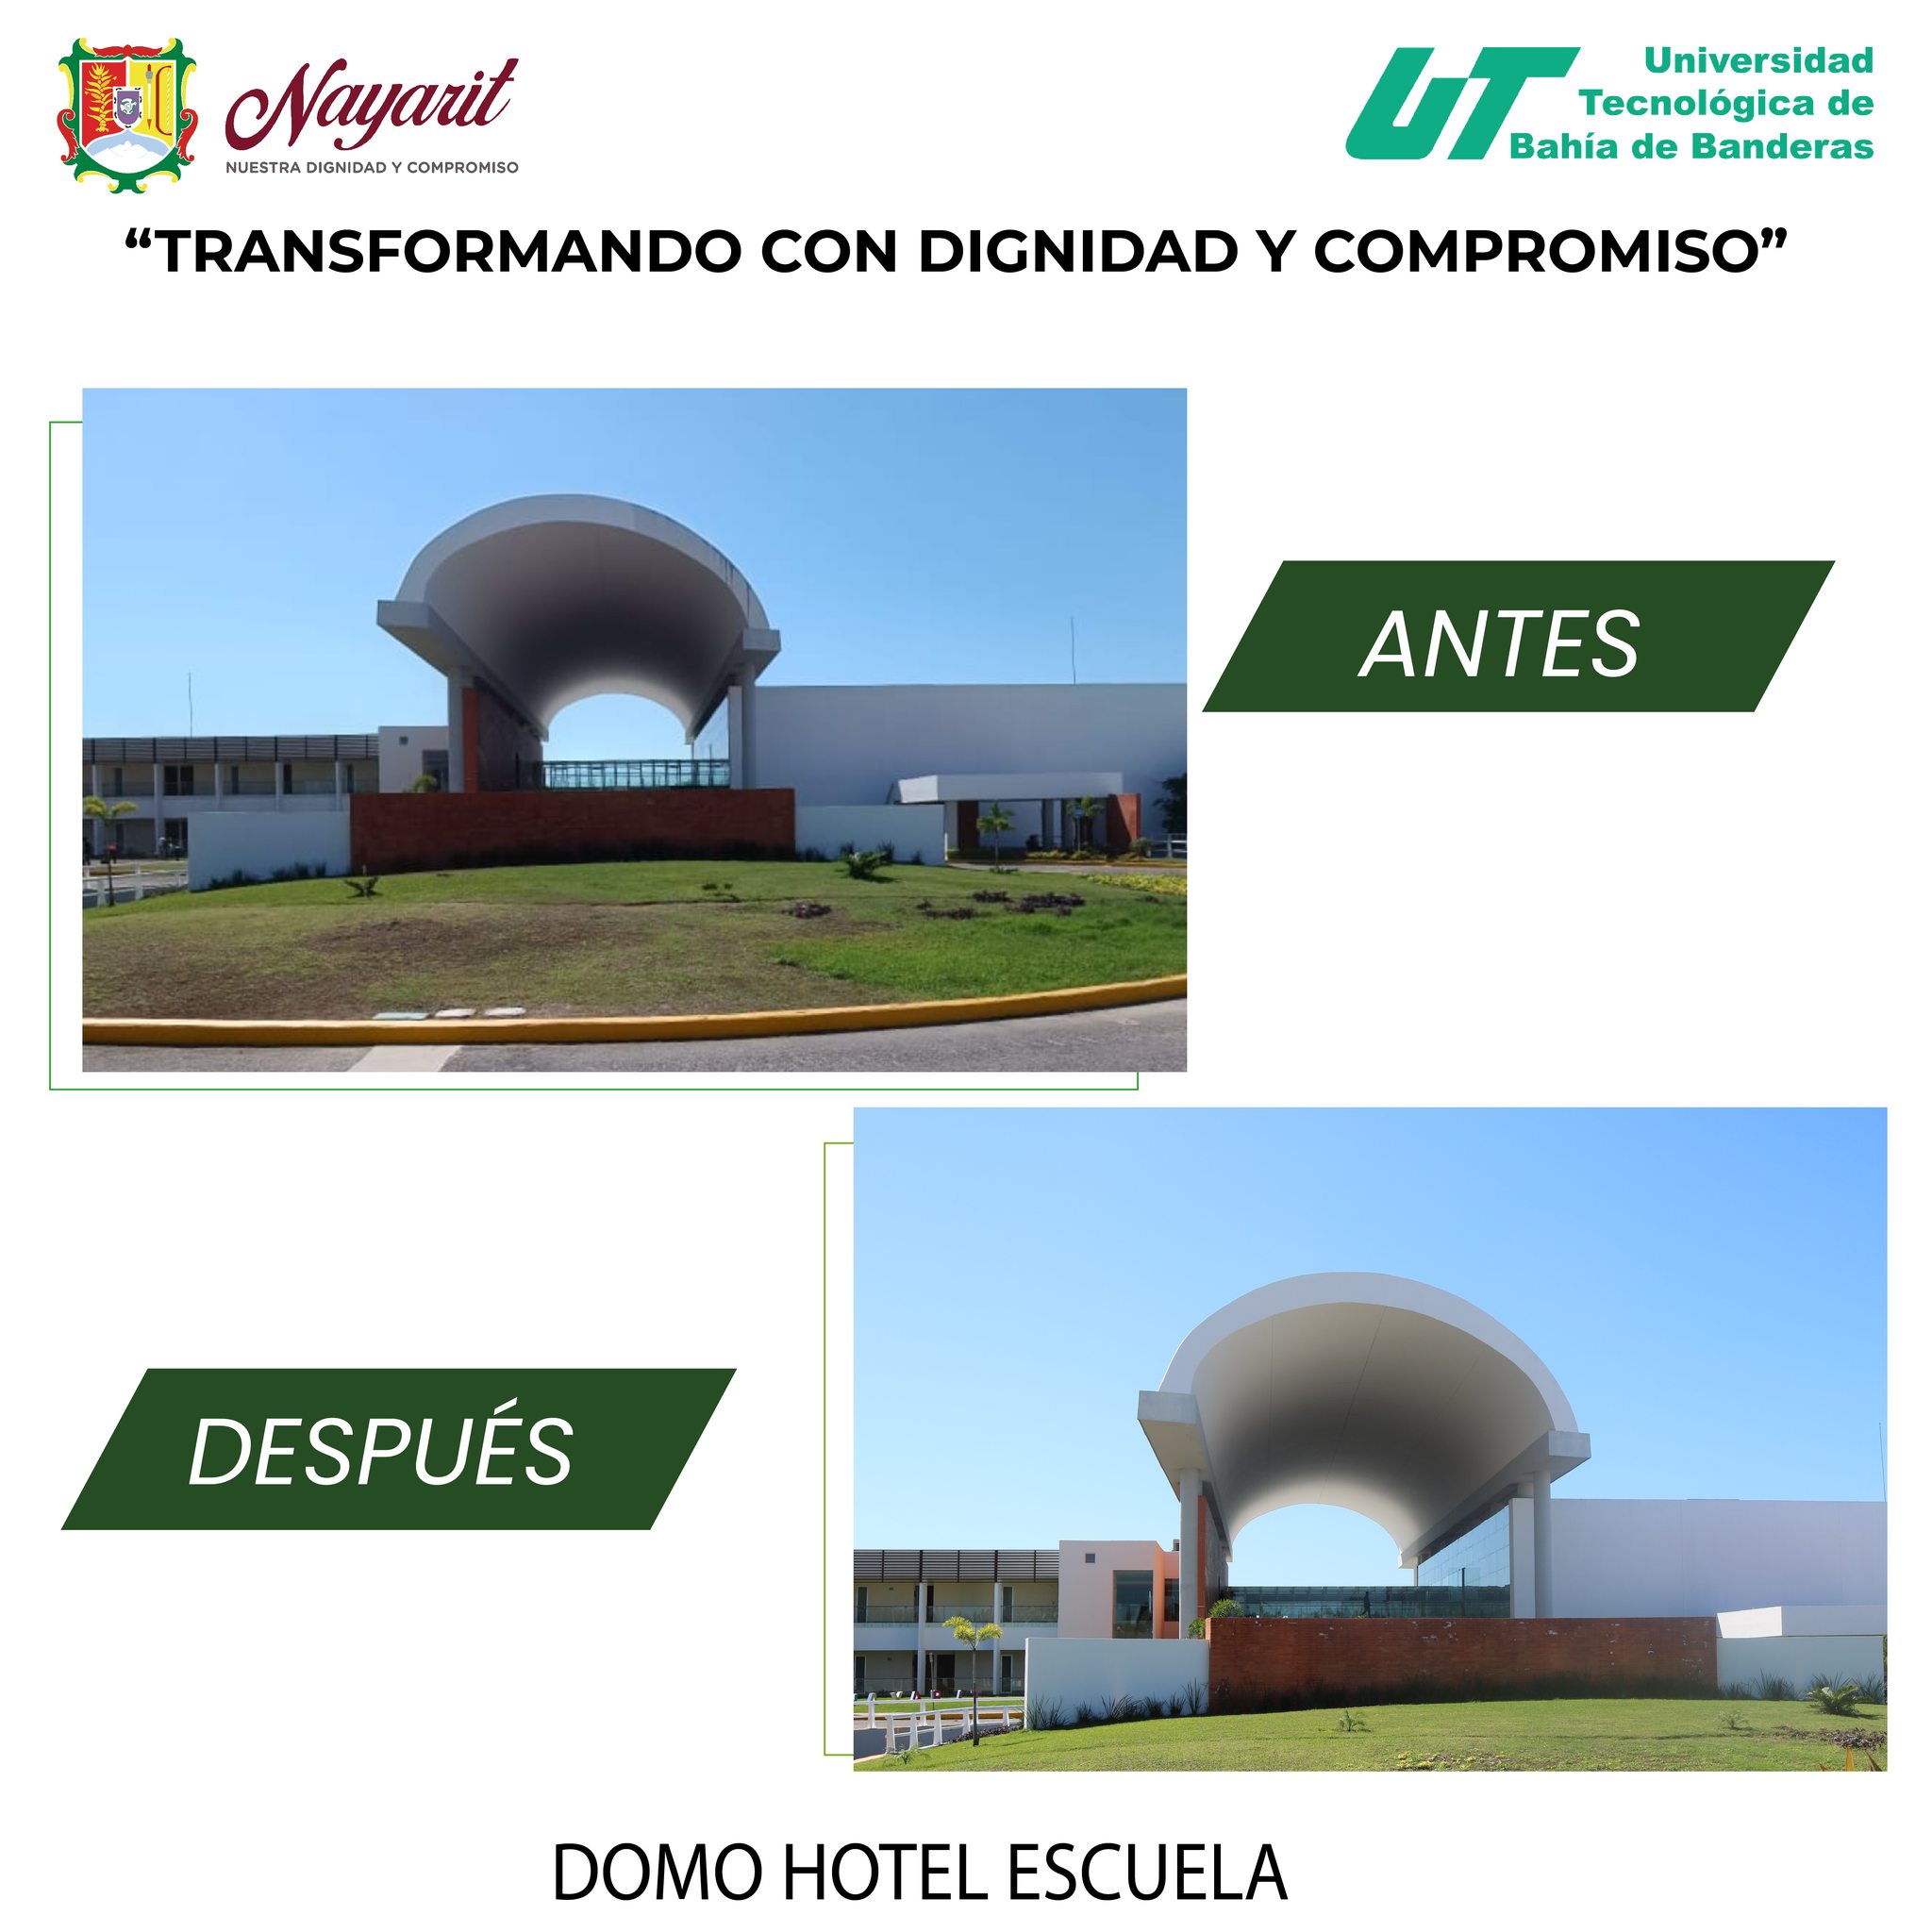 Nayarit
NUESTRA DIGNIDAD Y COMPROMISO
UT
Universidad
Tecnológica de
Bahía de Banderas
“TRANSFORMANDO CON DIGNIDAD Y COMPROMISO”
ANTES
DESPUÉS
DOMO HOTEL ESCUELA